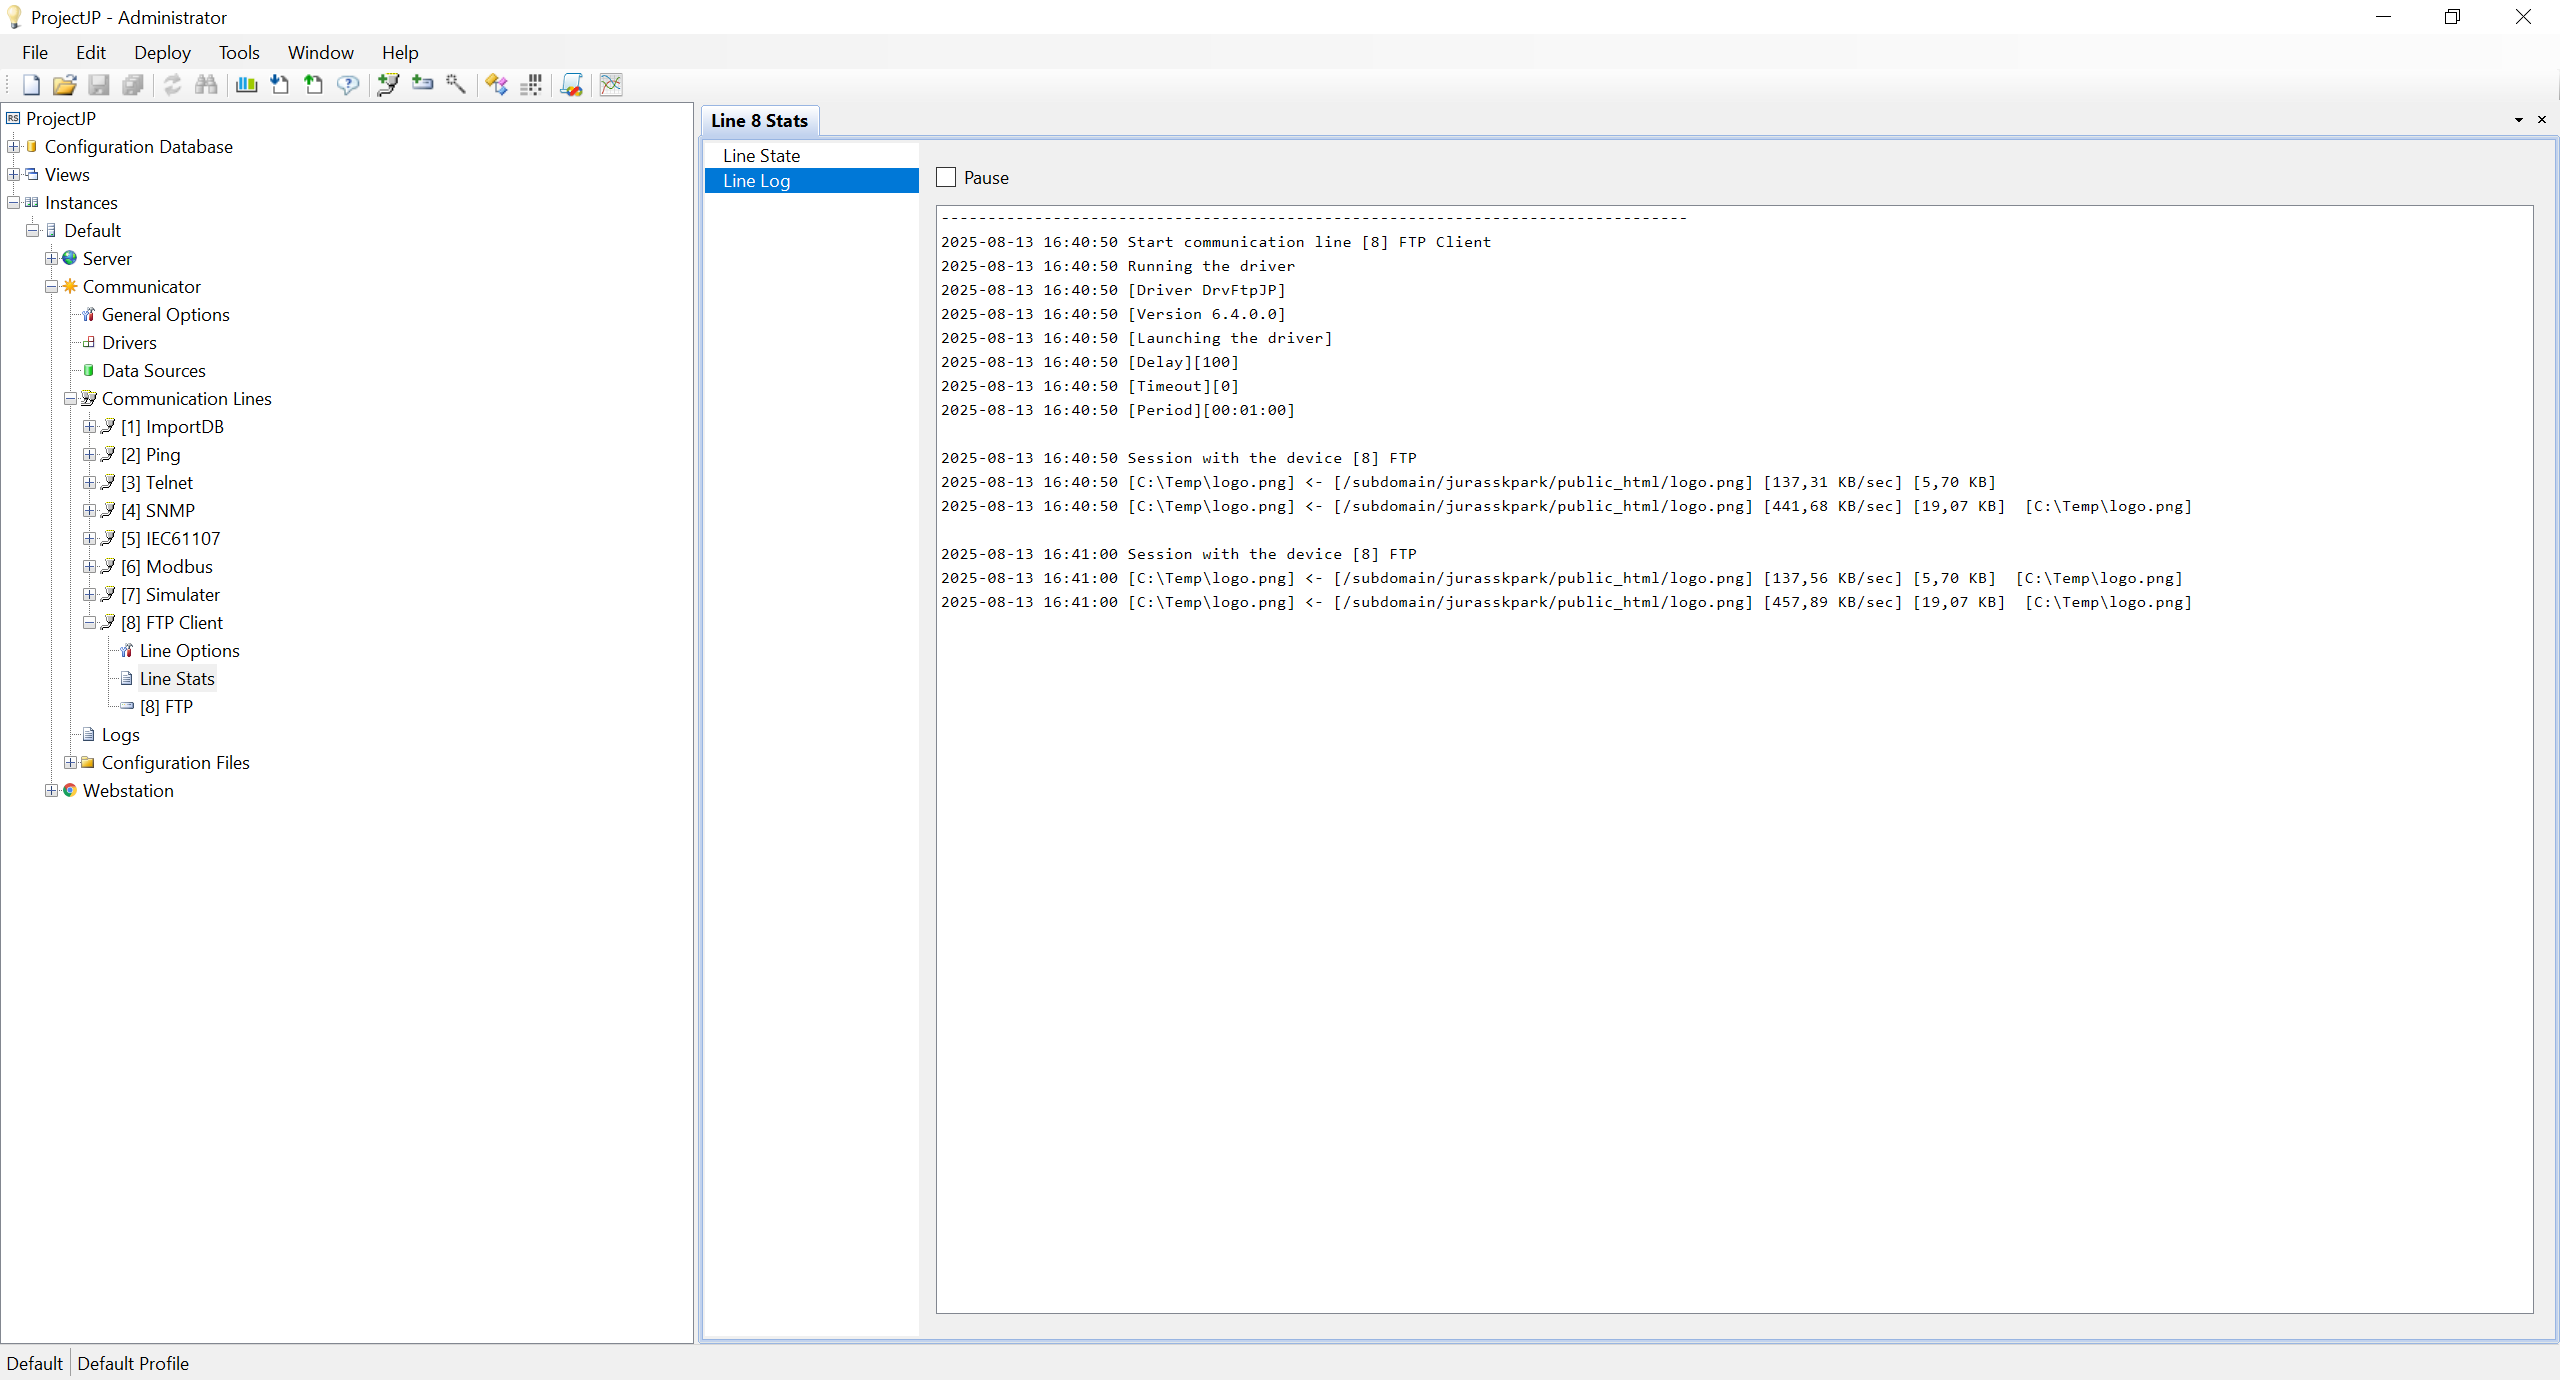 ProjectJP - Administrator
File Edit Deploy Tools Window Help
ProjectJP
Configuration Database
Views
Instances
Default
Server
Communicator
General Options
Drivers
Data Sources
Communication Lines
[1] ImportDB
[2] Ping
[3] Telnet
[4] SNMP
[5] IEC61107
[6] Modbus
[7] Simulater
[8] FTP Client
Line Options
Line Stats
[8] FTP
Logs
Configuration Files
Webstation
Line 8 Stats
Line State
Line Log
Pause
--------------------------------------------------------------------------------
2025-08-13 16:40:50 Start communication line [8] FTP Client
2025-08-13 16:40:50 Running the driver
2025-08-13 16:40:50 [Driver DrvFtpJP]
2025-08-13 16:40:50 [Version 6.4.0.0]
2025-08-13 16:40:50 [Launching the driver]
2025-08-13 16:40:50 [Delay][100]
2025-08-13 16:40:50 [Timeout][0]
2025-08-13 16:40:50 [Period][00:01:00]
2025-08-13 16:40:50 Session with the device [8] FTP
2025-08-13 16:40:50 [C:\Temp\logo.png] <- [/subdomain/jurasskpark/public_html/logo.png] [137,31 KB/sec] [5,70 KB]
2025-08-13 16:40:50 [C:\Temp\logo.png] <- [/subdomain/jurasskpark/public_html/logo.png] [441,68 KB/sec] [19,07 KB]  [C:\Temp\logo.png]
2025-08-13 16:41:00 Session with the device [8] FTP
2025-08-13 16:41:00 [C:\Temp\logo.png] <- [/subdomain/jurasskpark/public_html/logo.png] [137,56 KB/sec] [5,70 KB]  [C:\Temp\logo.png]
2025-08-13 16:41:00 [C:\Temp\logo.png] <- [/subdomain/jurasskpark/public_html/logo.png] [457,89 KB/sec] [19,07 KB]  [C:\Temp\logo.png]
Default Default Profile